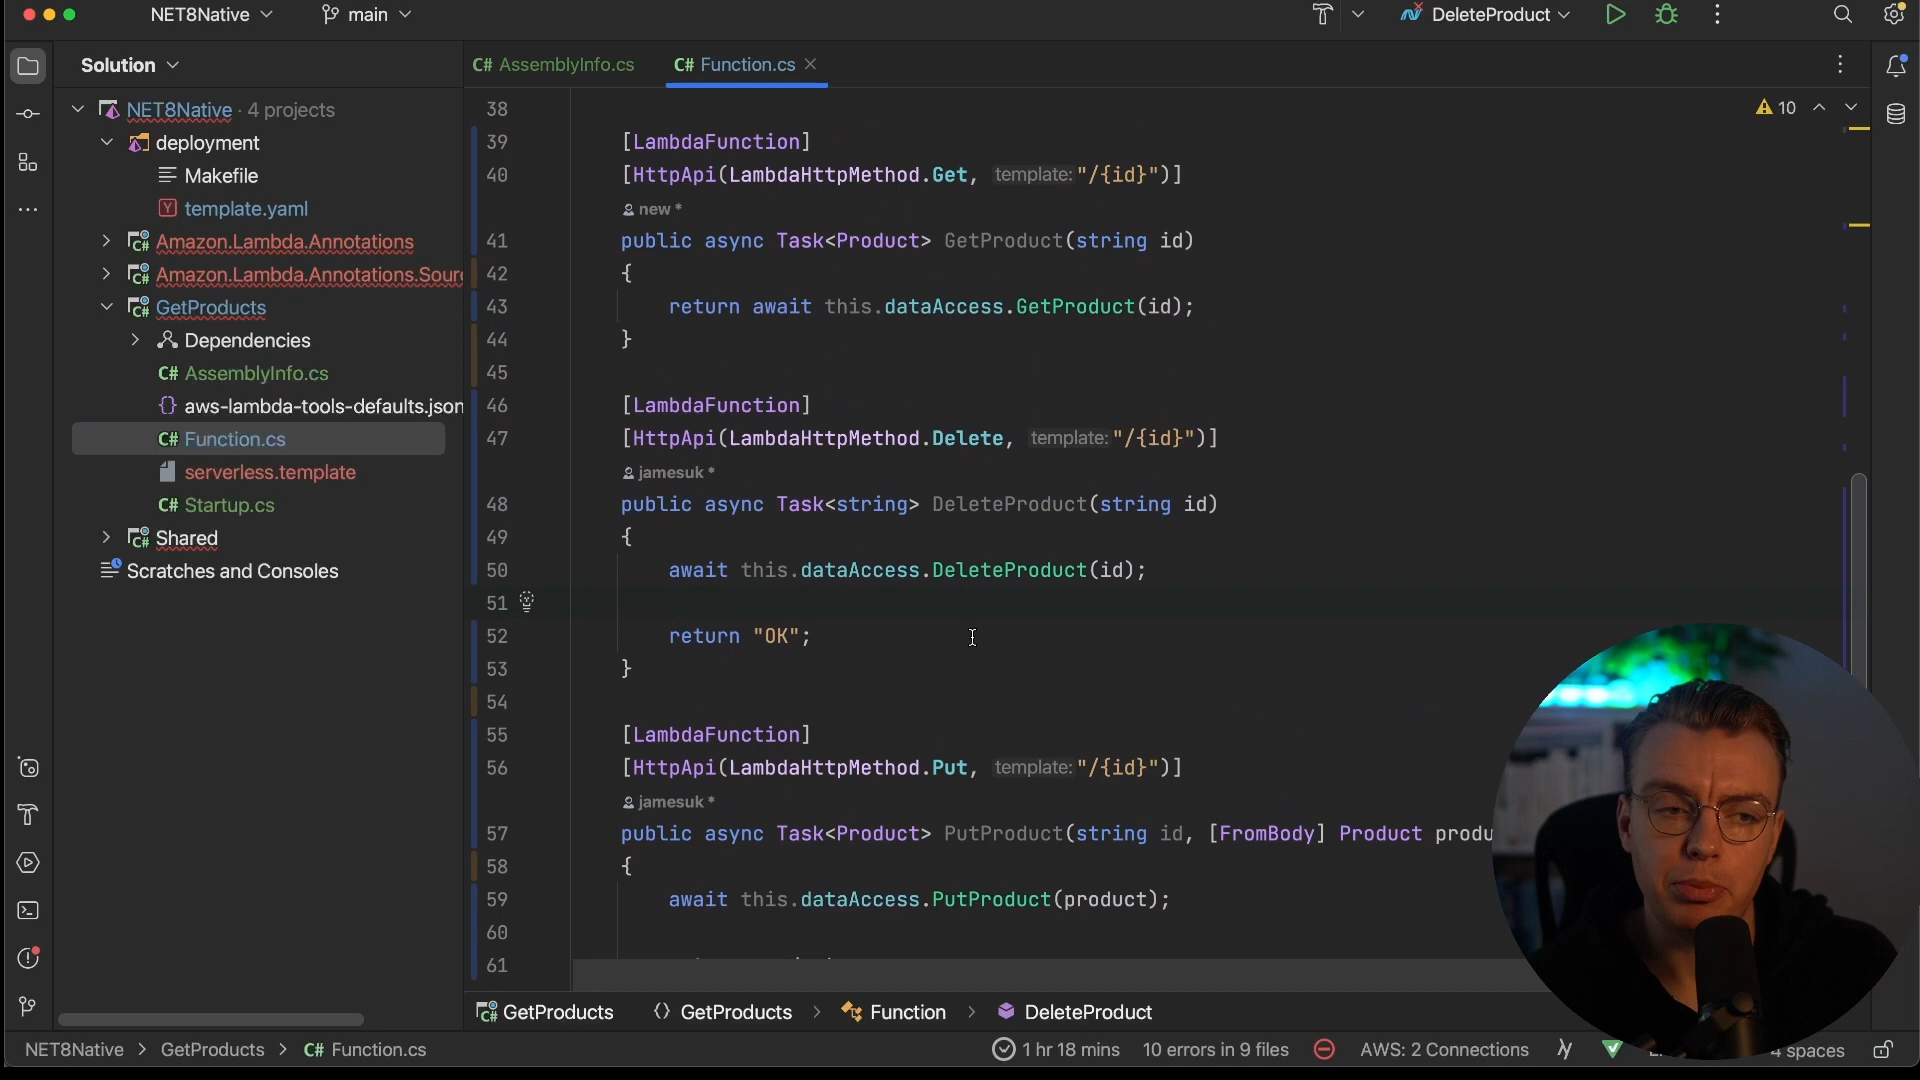 NET8Native
main
DeleteProduct
Solution
C# AssemblyInfo.cs
C# Function.cs
NET8Native · 4 projects
deployment
Makefile
Y template.yaml
C# Amazon.Lambda.Annotations
C# Amazon.Lambda.Annotations.Sour
C# GetProducts
Dependencies
C# AssemblyInfo.cs
{} aws-lambda-tools-defaults.json
C# Function.cs
serverless.template
C# Startup.cs
C# Shared
Scratches and Consoles
10
38
39 [LambdaFunction]
40 [HttpApi(LambdaHttpMethod.Get, template: "/{id}")]
new *
41 public async Task<Product> GetProduct(string id)
42 {
43 return await this.dataAccess.GetProduct(id);
44 }
45
46 [LambdaFunction]
47 [HttpApi(LambdaHttpMethod.Delete, template: "/{id}")]
jamesuk *
48 public async Task<string> DeleteProduct(string id)
49 {
50 await this.dataAccess.DeleteProduct(id);
51
52 return "OK";
53 }
54
55 [LambdaFunction]
56 [HttpApi(LambdaHttpMethod.Put, template: "/{id}")]
jamesuk *
57 public async Task<Product> PutProduct(string id, [FromBody] Product produ
58 {
59 await this.dataAccess.PutProduct(product);
60
61
C# GetProducts
GetProducts
Function
DeleteProduct
NET8Native > GetProducts > C# Function.cs
1 hr 18 mins
10 errors in 9 files
AWS: 2 Connections
4 spaces